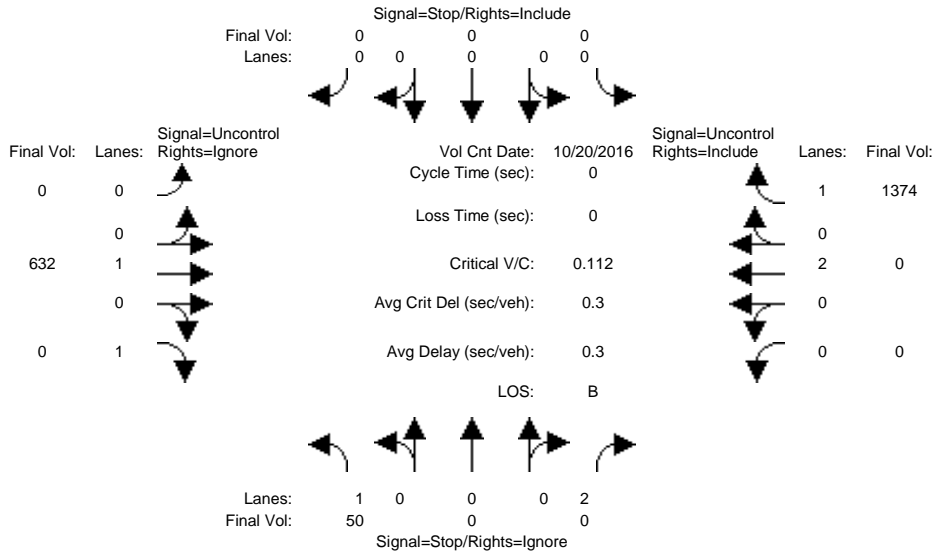 Signal=Stop/Rights=Include
Final Vol: 0 0 0
Lanes: 0 0 0 0 0
Signal=Uncontrol
Final Vol: Lanes: Rights=Ignore
Vol Cnt Date: 10/20/2016
Signal=Uncontrol
Rights=Include Lanes: Final Vol:
Cycle Time (sec): 0
0 0
1 1374
Loss Time (sec): 0
0
0
632 1
Critical V/C: 0.112
2 0
0
Avg Crit Del (sec/veh): 0.3
0
0 1
Avg Delay (sec/veh): 0.3
0 0
LOS: B
Lanes: 1 0 0 0 2
Final Vol: 50 0 0
Signal=Stop/Rights=Ignore